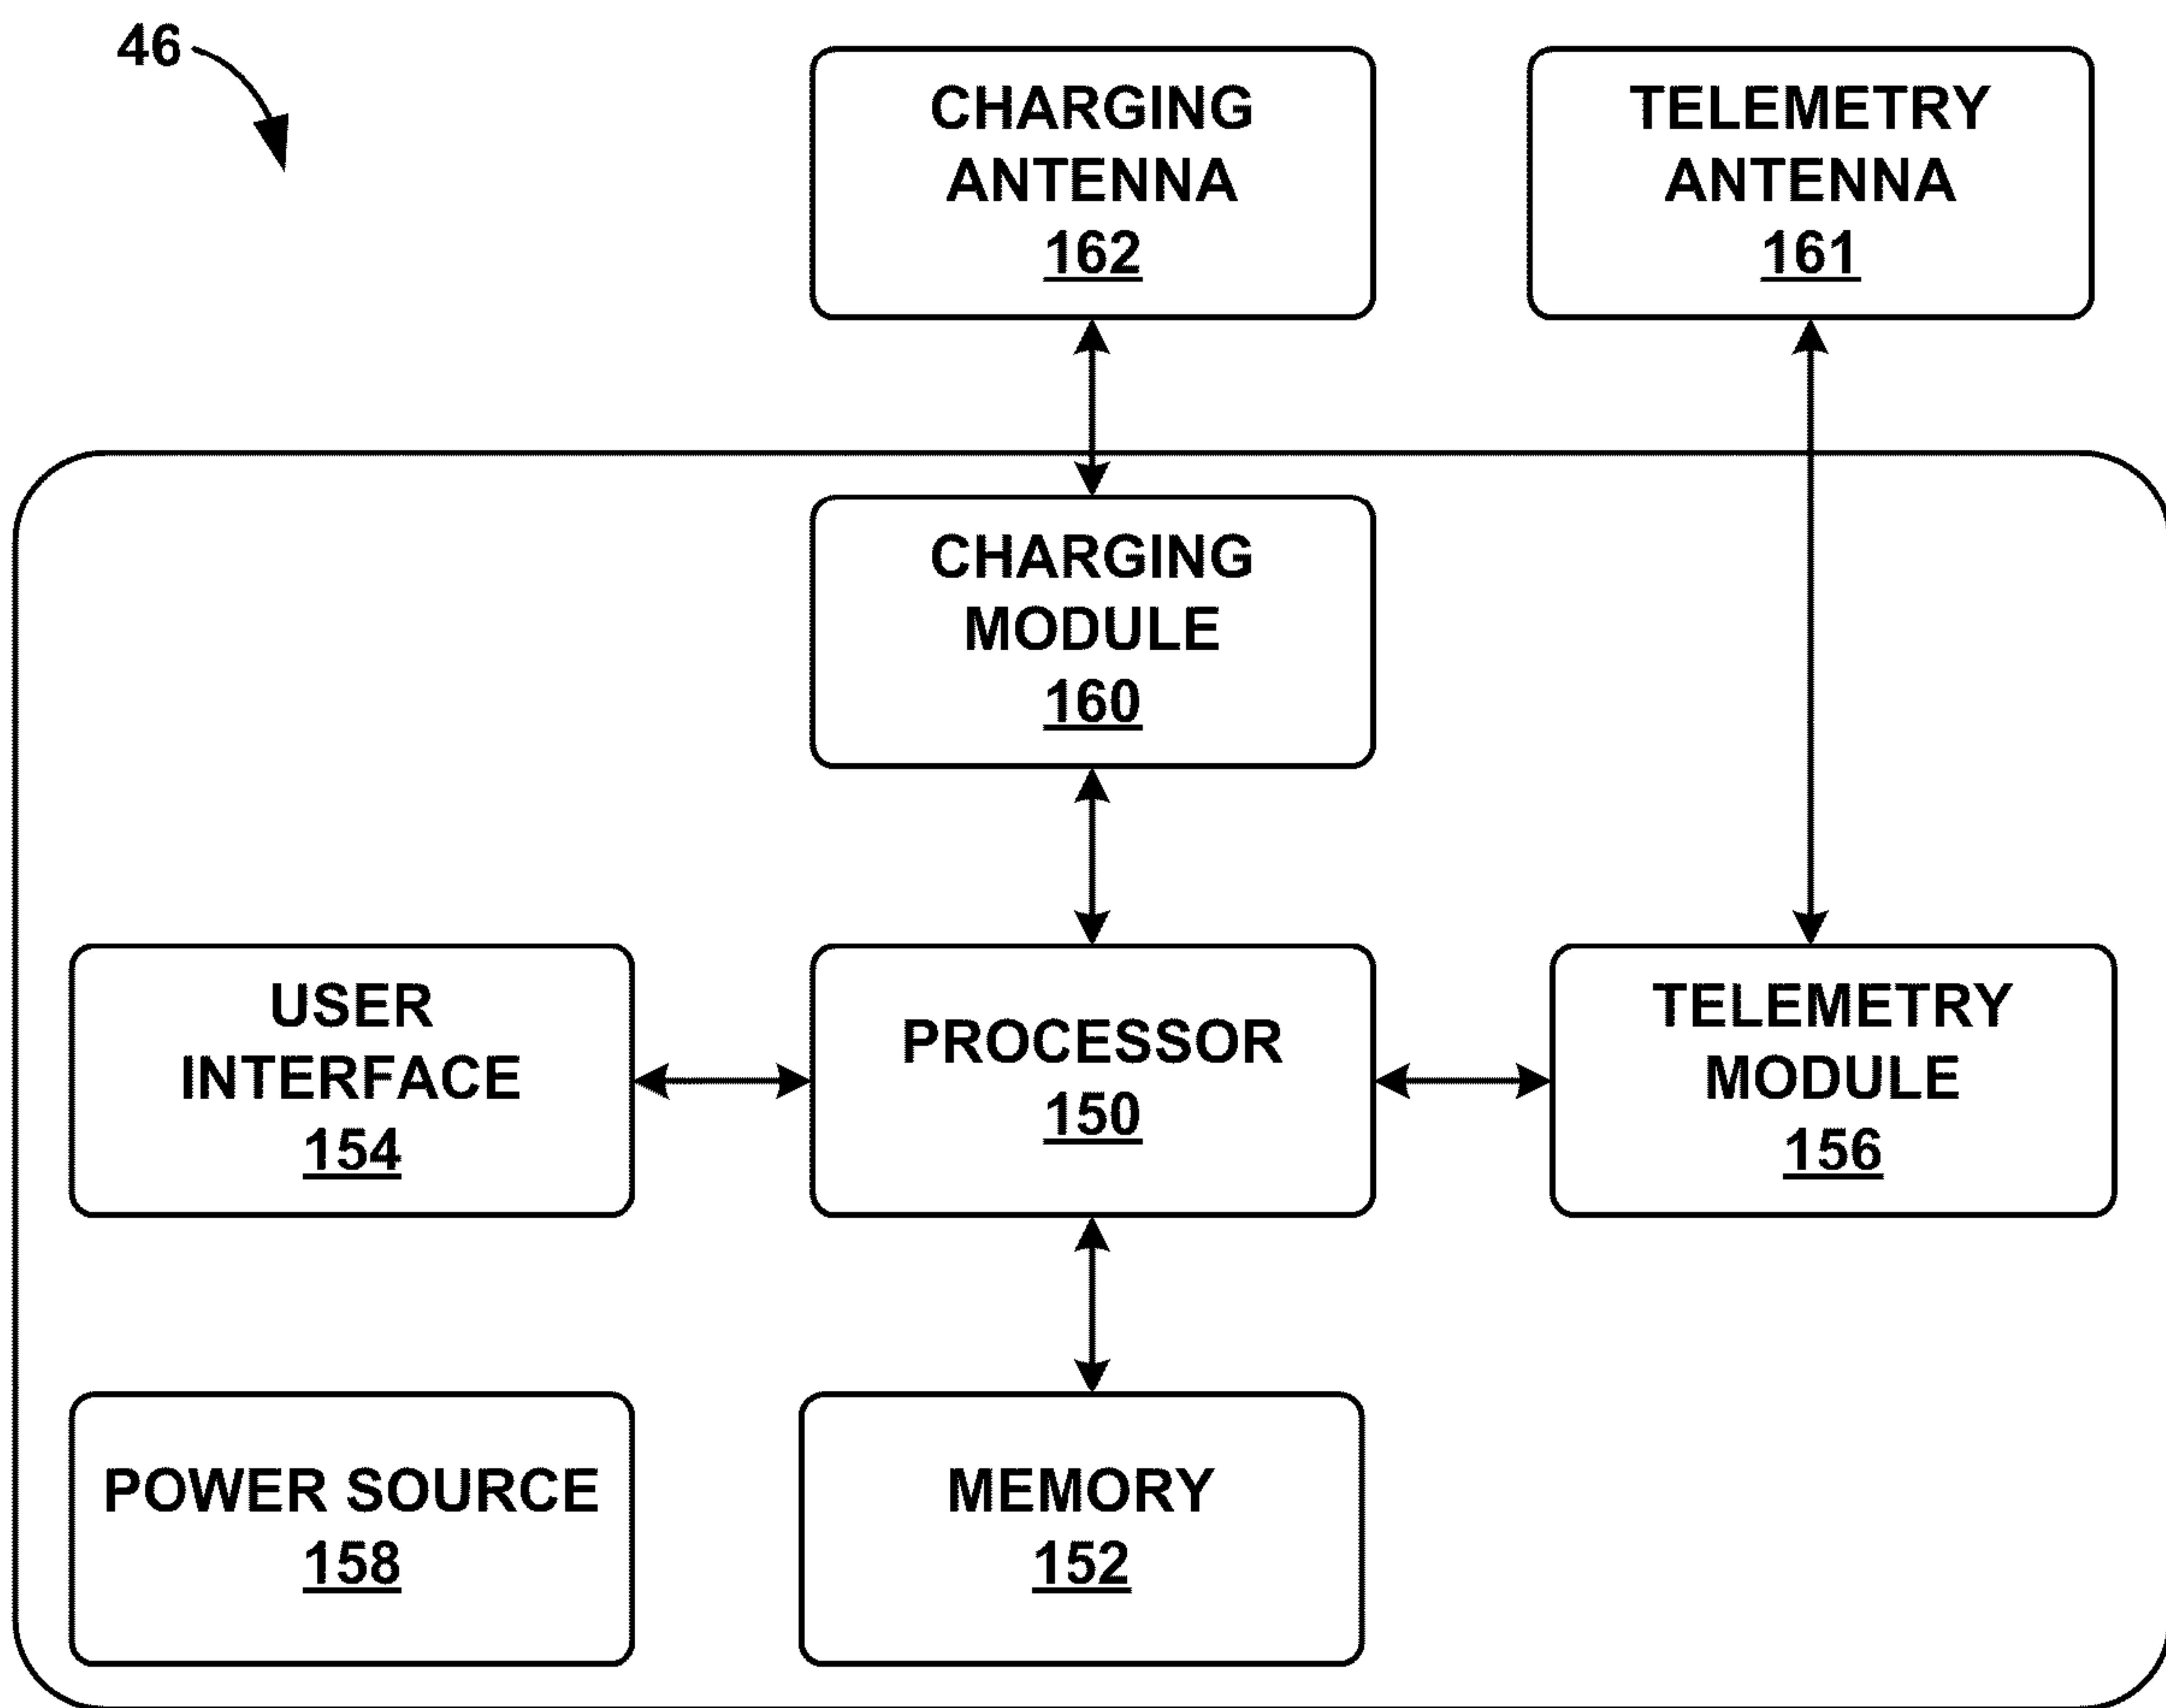 46
CHARGING
ANTENNA
162
TELEMETRY
ANTENNA
161
CHARGING
MODULE
160
USER
INTERFACE
154
PROCESSOR
150
TELEMETRY
MODULE
156
POWER SOURCE
158
MEMORY
152